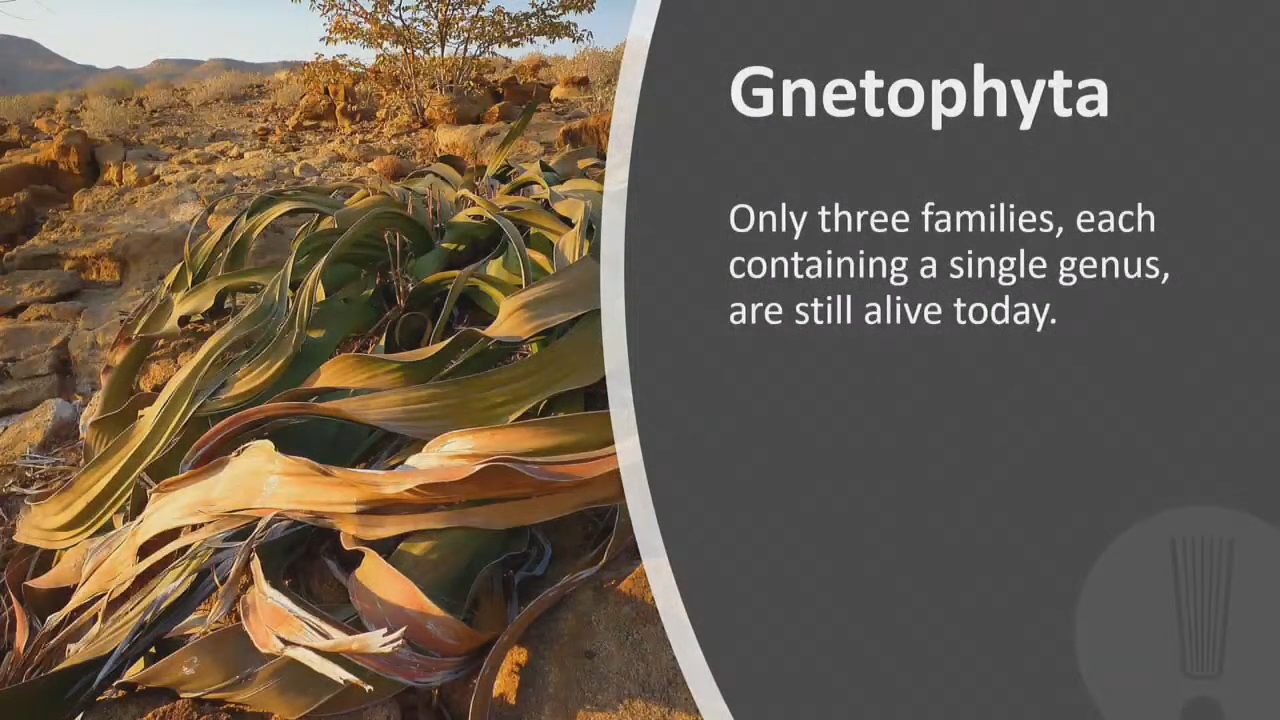 Gnetophyta
Only three families, each
containing a single genus,
are still alive today.